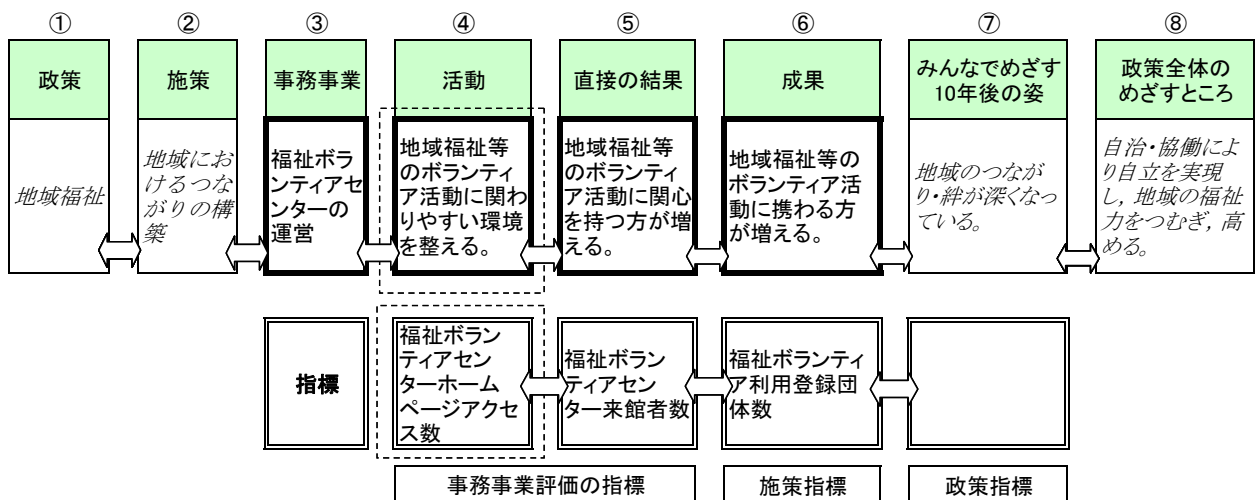 ①
②
③
④
⑤
⑥
⑦
⑧
政策
施策
事務事業
活動
直接の結果
成果
みんなでめざす
10年後の姿
政策全体の
めざすところ
地域福祉
地域にお
けるつな
がりの構
築
福祉ボラ
ンティアセ
ンターの
運営
地域福祉等
のボランティ
ア活動に関わ
りやすい環境
を整える。
地域福祉等
のボランティ
ア活動に関心
を持つ方が増
える。
地域福祉等の
ボランティア活
動に携わる方
が増える。
地域のつなが
り・絆が深くなっ
ている。
自治・協働によ
り自立を実現
し，地域の福祉
力をつむぎ，高
める。
指標
福祉ボラン
ティアセン
ターホーム
ページアクセ
ス数
福祉ボラン
ティアセン
ター来館者数
福祉ボランティ
ア利用登録団
体数
事務事業評価の指標
施策指標
政策指標